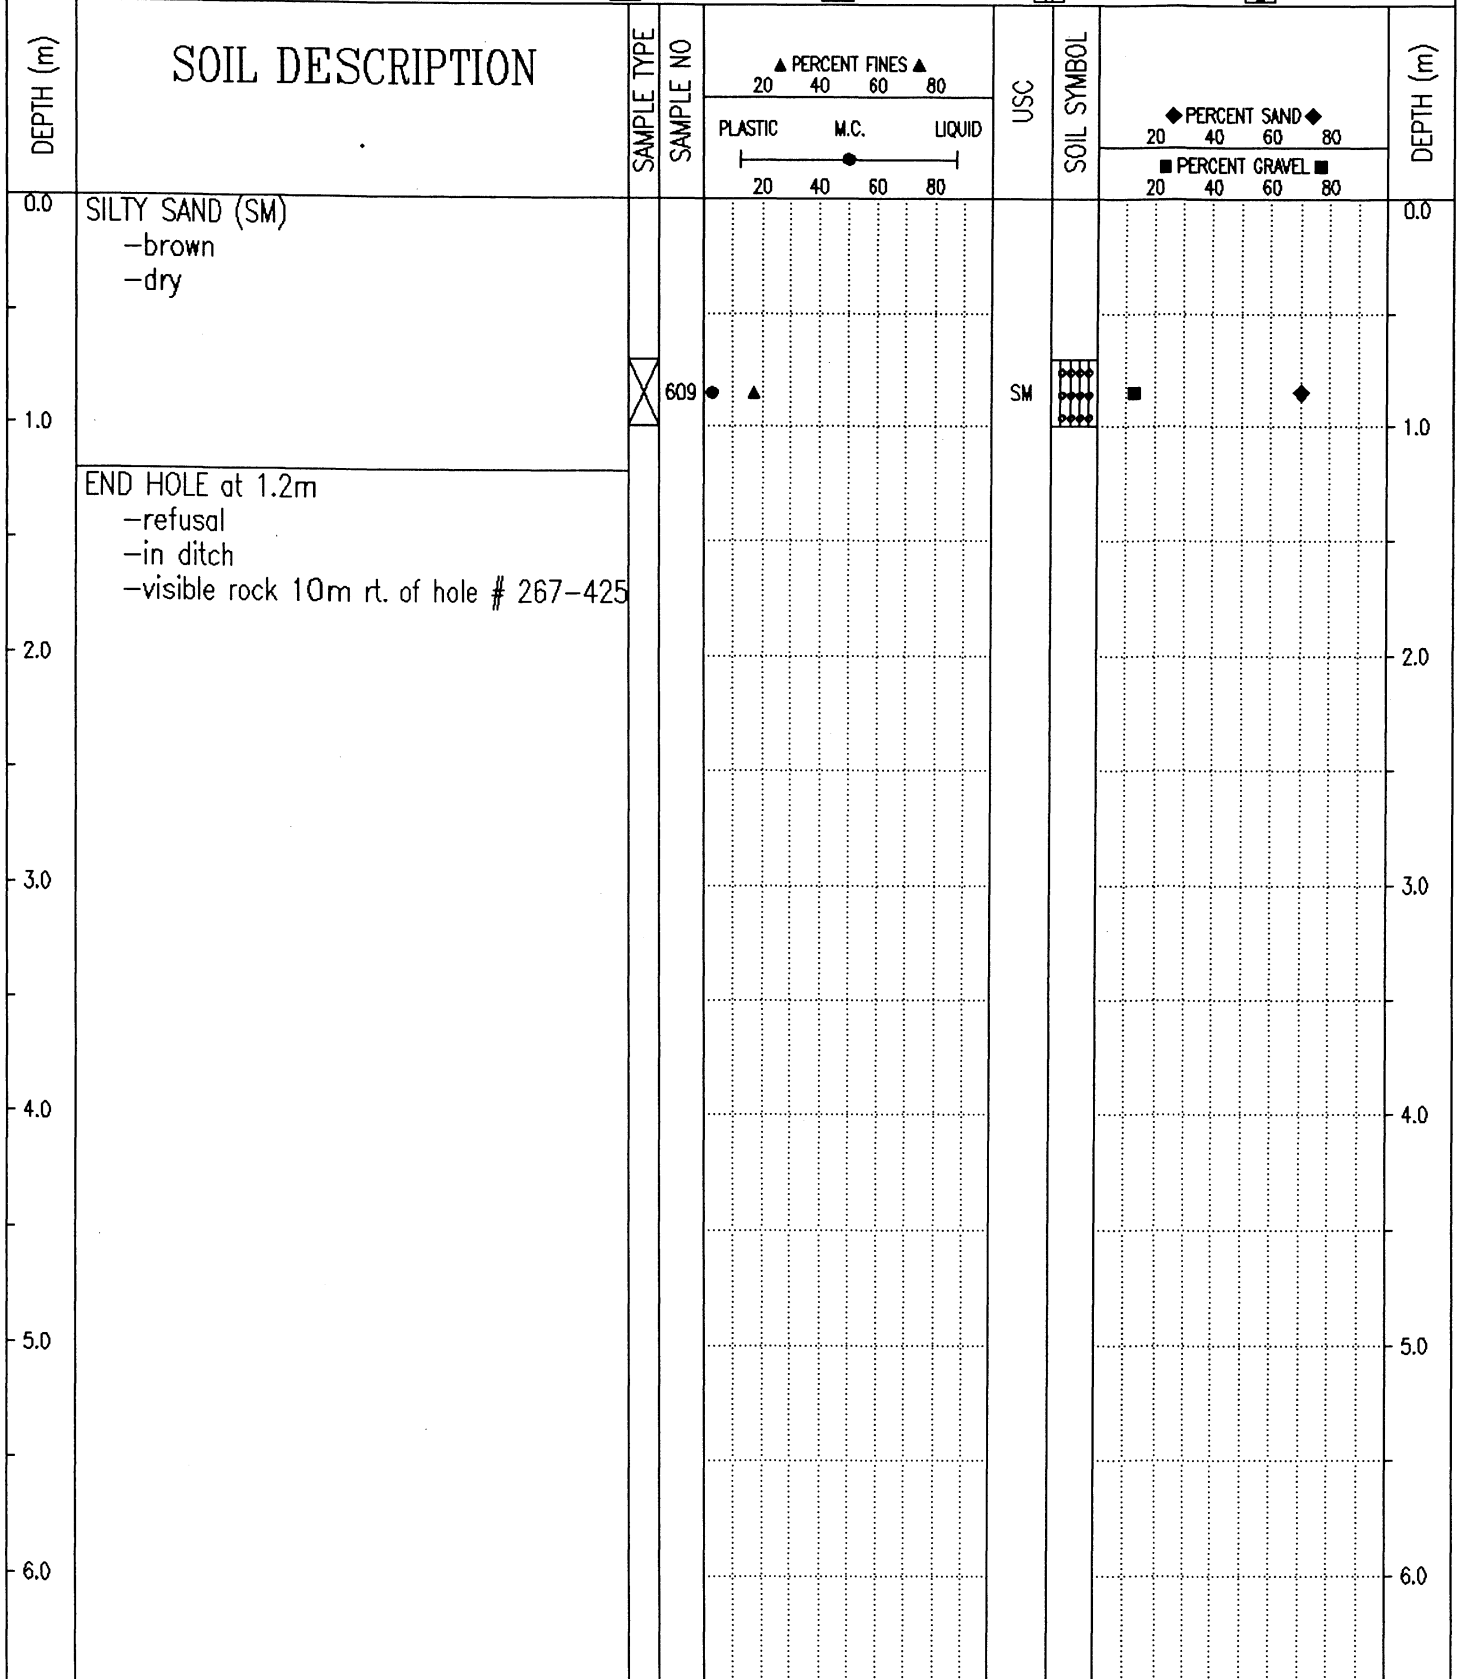 DEPTH (m)
SOIL DESCRIPTION
SAMPLE TYPE
SAMPLE NO
▲ PERCENT FINES ▲
20 40 60 80
PLASTIC M.C. LIQUID
20 40 60 80
USC
SOIL SYMBOL
◆ PERCENT SAND ◆
20 40 60 80
■ PERCENT GRAVEL ■
20 40 60 80
DEPTH (m)
0.0
SILTY SAND (SM)
0.0
-brown
-dry
609
SM
1.0
1.0
END HOLE at 1.2m
-refusal
-in ditch
-visible rock 10m rt. of hole # 267-425
2.0
2.0
3.0
3.0
4.0
4.0
5.0
5.0
6.0
6.0